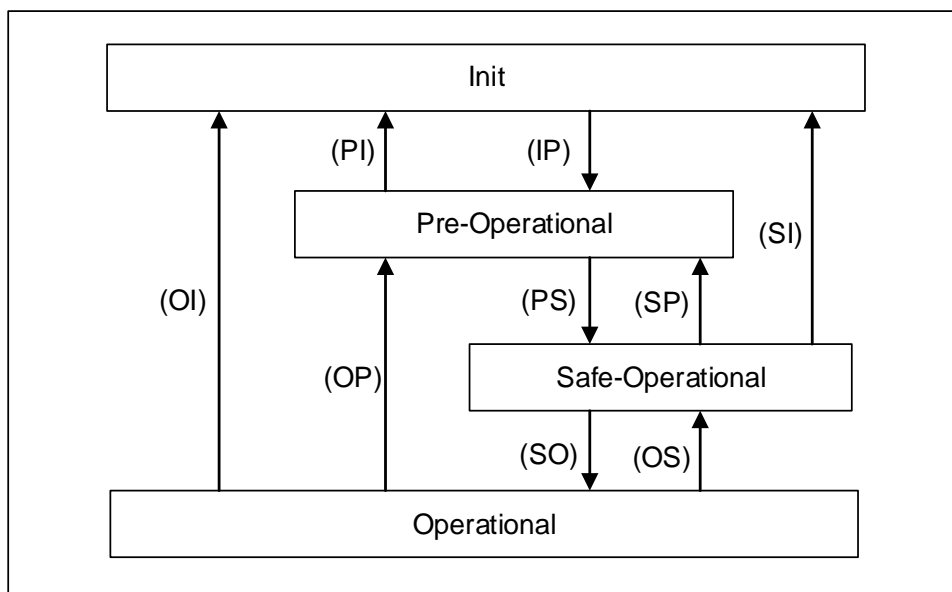 Init
(PI)
(IP)
Pre-Operational
(SI)
(OI)
(PS)
(SP)
(OP)
Safe-Operational
(SO)
(OS)
Operational